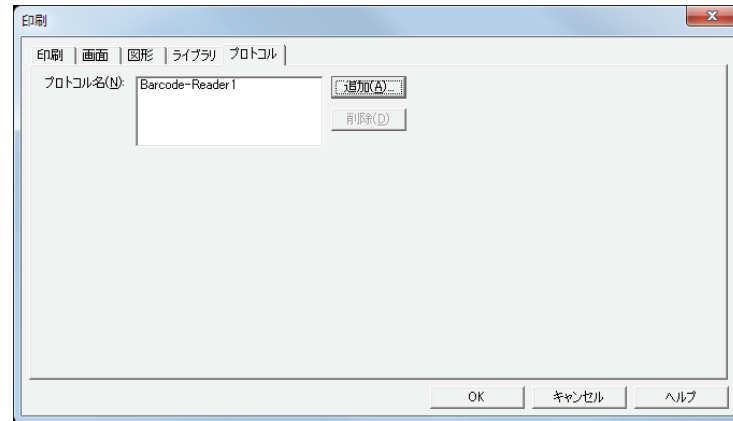 印刷
印刷 画面 図形 ライブラリ プロトコル
プロトコル名(N): Barcode-Reader1 追加(A)...
削除(D)
OK キャンセル ヘルプ